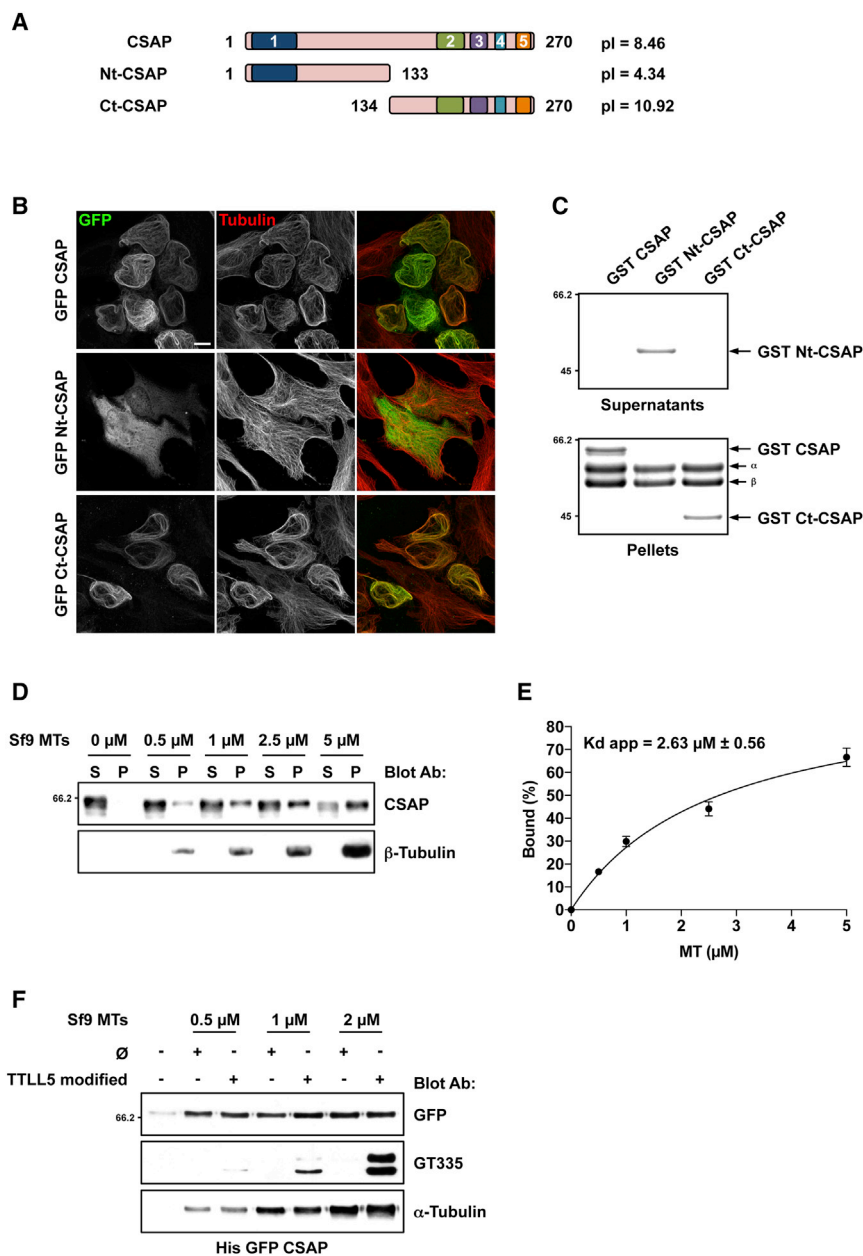 A
CSAP 1 1 2 3 4 5 270 pI = 8.46
Nt-CSAP 1 133 pI = 4.34
Ct-CSAP 134 270 pI = 10.92
B
GFP Tubulin
GFP CSAP
GFP Nt-CSAP
GFP Ct-CSAP
C
GST CSAP GST Nt-CSAP GST Ct-CSAP
66.2
GST Nt-CSAP
45
Supernatants
66.2
GST CSAP
α
β
45
GST Ct-CSAP
Pellets
D
Sf9 MTs 0 µM 0.5 µM 1 µM 2.5 µM 5 µM
S P S P S P S P S P Blot Ab:
66.2 CSAP
β-Tubulin
E
Kd app = 2.63 µM ± 0.56
Bound (%)
80
70
60
50
40
30
20
10
0
0 1 2 3 4 5
MT (µM)
F
Sf9 MTs 0.5 µM 1 µM 2 µM
Ø - + - + - + -
TTLL5 modified - - + - + - + Blot Ab:
66.2 GFP
GT335
α-Tubulin
His GFP CSAP